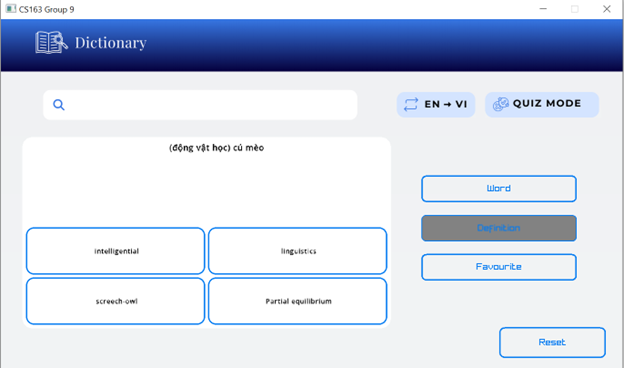 CS163 Group 9
Dictionary
EN → VI
QUIZ MODE
(động vật học) cú mèo
intelligential
linguistics
screech-owl
Partial equilibrium
Word
Definition
Favourite
Reset